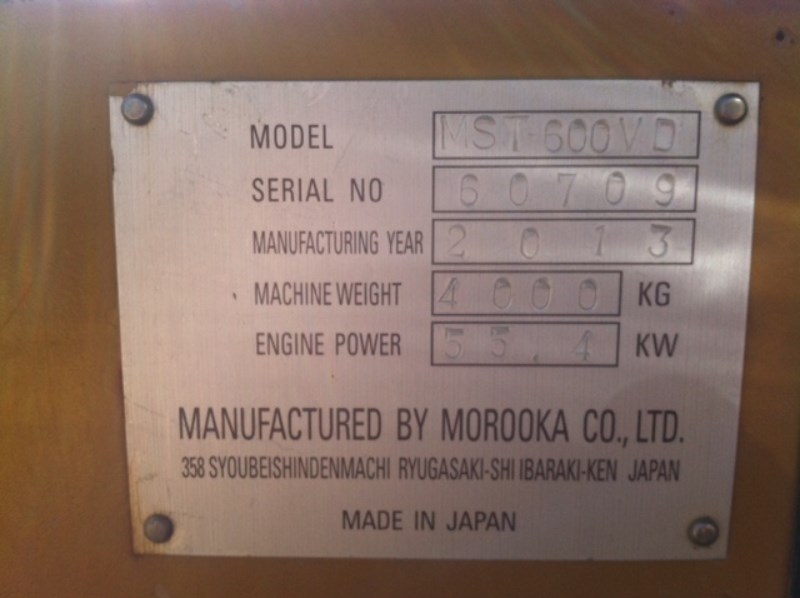 MODEL MST-600VD
SERIAL NO 60709
MANUFACTURING YEAR 2013
MACHINE WEIGHT 4000 KG
ENGINE POWER 53.4 KW
MANUFACTURED BY MOROOKA CO., LTD.
358 SYOUBEISHINDENMACHI RYUGASAKI-SHI IBARAKI-KEN JAPAN
MADE IN JAPAN